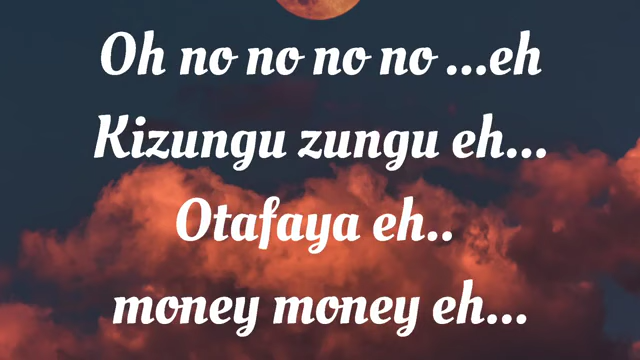 Oh no no no no ...eh
Kizungu zungu eh...
Otafaya eh..
money money eh...